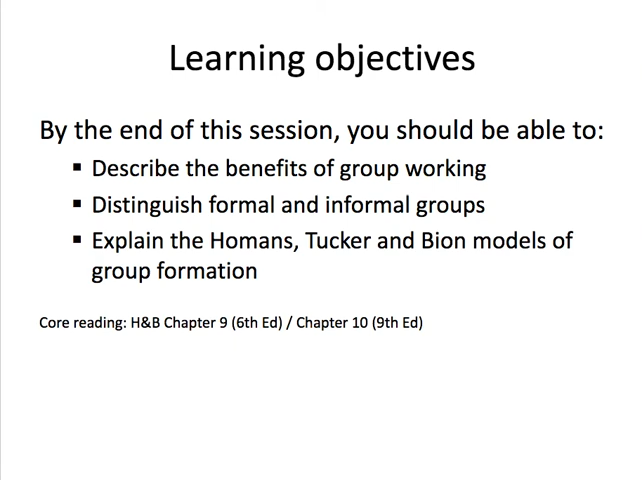 Learning objectives
By the end of this session, you should be able to:
▪ Describe the benefits of group working
▪ Distinguish formal and informal groups
▪ Explain the Homans, Tucker and Bion models of
group formation
Core reading: H&B Chapter 9 (6th Ed) / Chapter 10 (9th Ed)